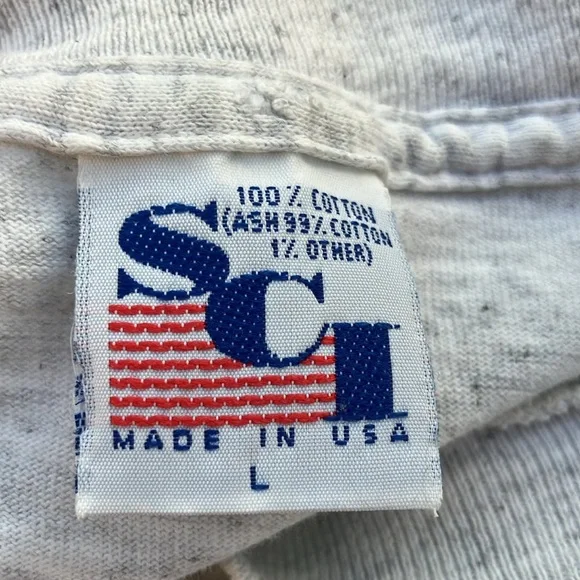 100% COTTON
(ASH 99% COTTON
1% OTHER)
SCI
MADE IN USA
L